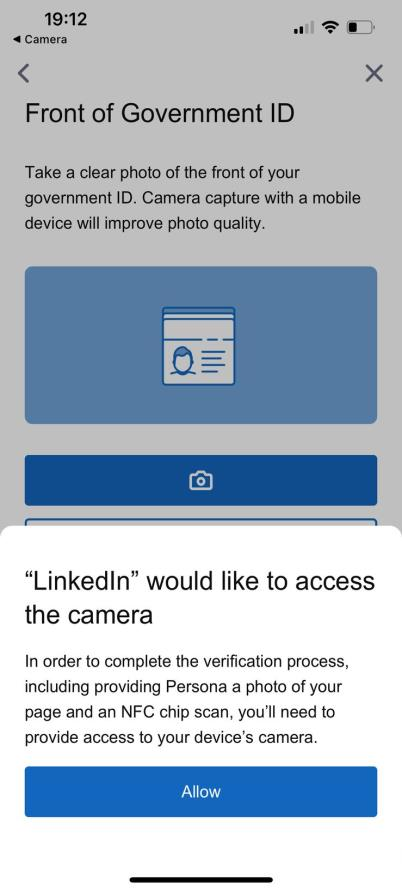 19:12
◄ Camera
Front of Government ID
Take a clear photo of the front of your
government ID. Camera capture with a mobile
device will improve photo quality.
“LinkedIn” would like to access
the camera
In order to complete the verification process,
including providing Persona a photo of your
page and an NFC chip scan, you’ll need to
provide access to your device’s camera.
Allow